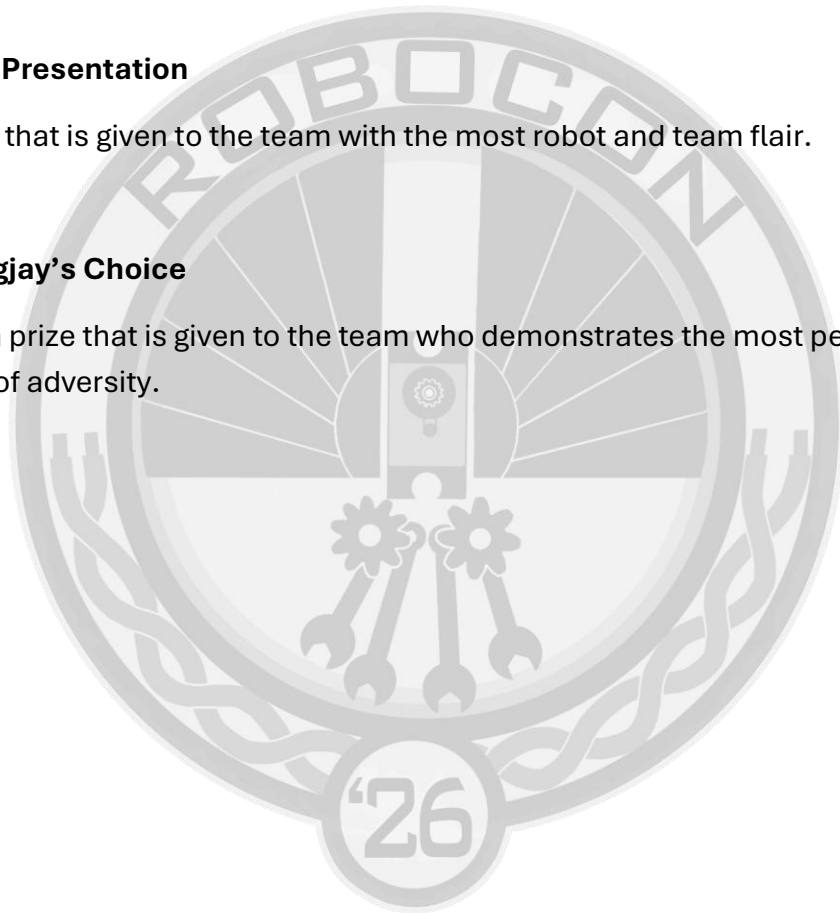 Presentation
that is given to the team with the most robot and team flair.
gjay’s Choice
prize that is given to the team who demonstrates the most pe
of adversity.
ROBOCON
‘26